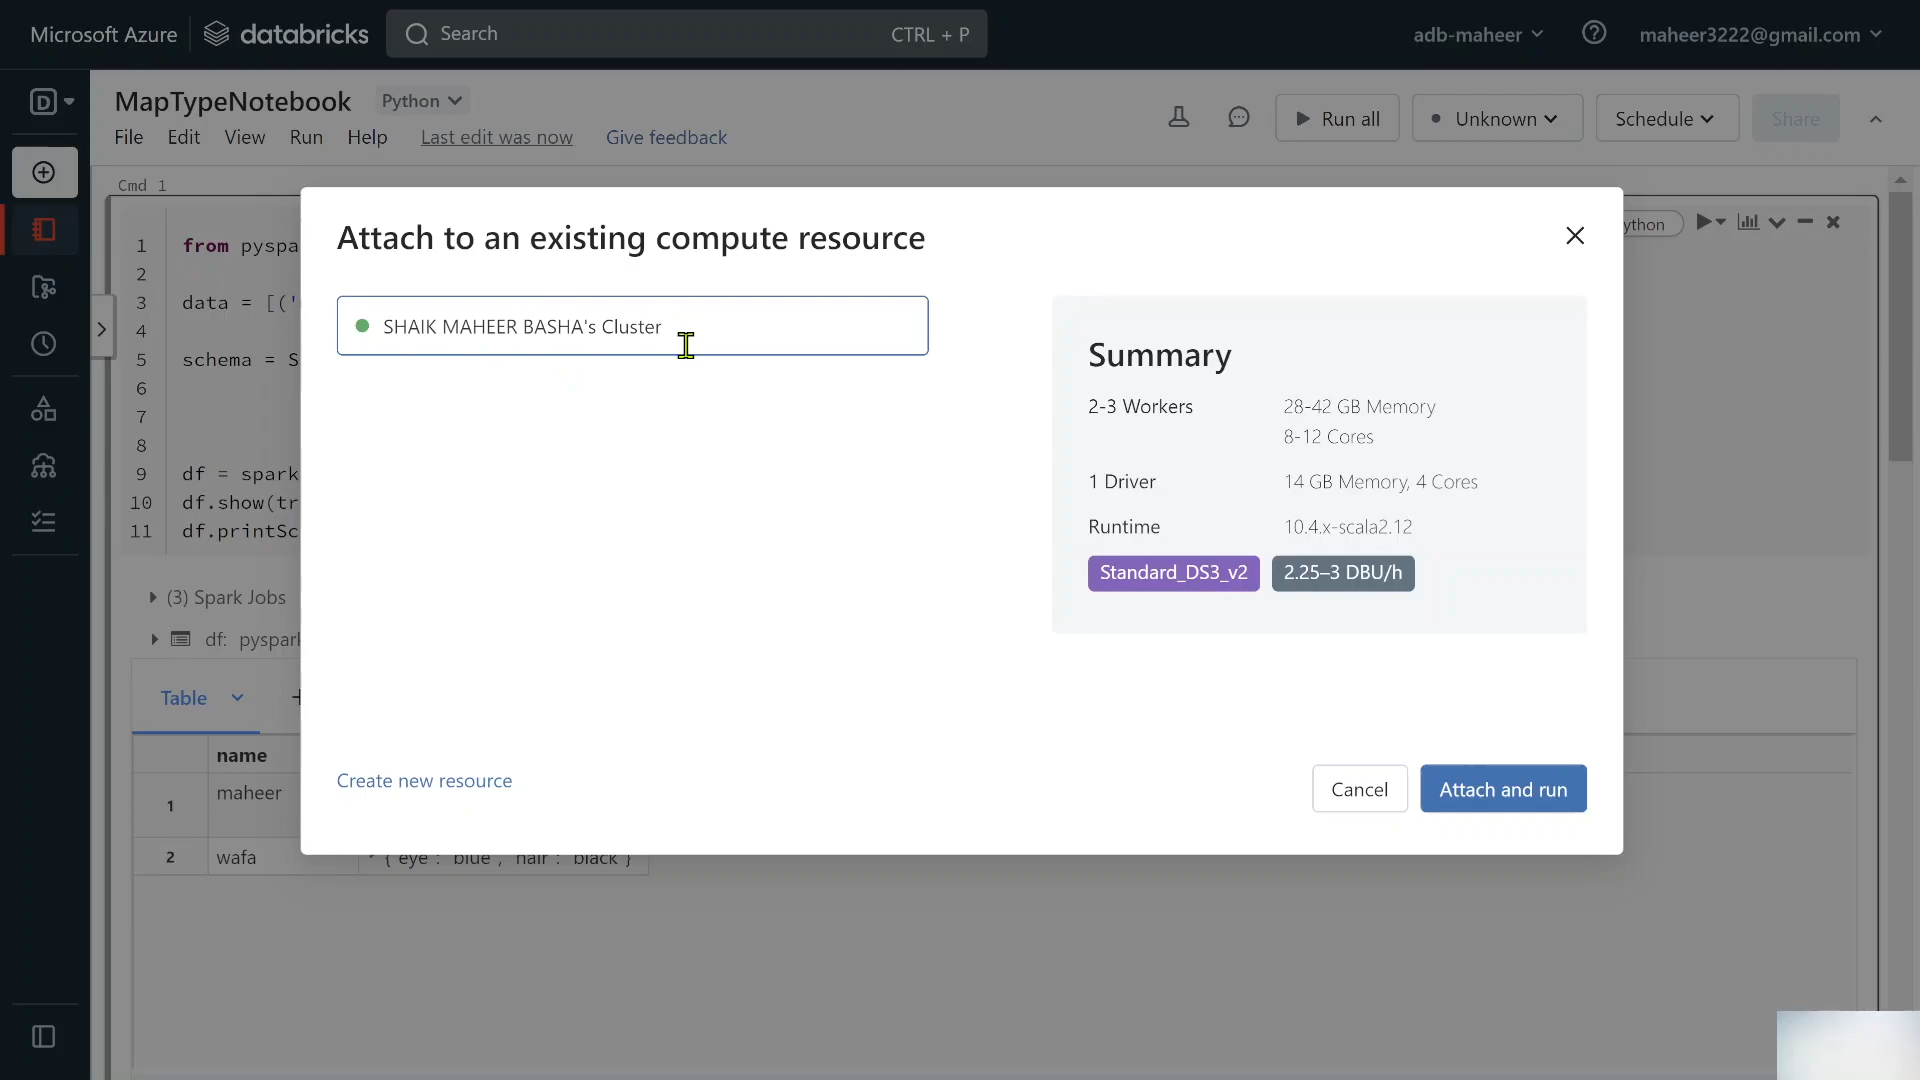 Microsoft Azure databricks Search CTRL + P adb-maheer maheer3222@gmail.com
MapTypeNotebook Python
File Edit View Run Help Last edit was now Give feedback
Run all Unknown Schedule Share
Cmd 1
Attach to an existing compute resource
SHAIK MAHEER BASHA's Cluster
Summary
2-3 Workers 28-42 GB Memory
8-12 Cores
1 Driver 14 GB Memory, 4 Cores
Runtime 10.4.x-scala2.12
Standard_DS3_v2 2.25–3 DBU/h
Create new resource
Cancel Attach and run
ython
1 from pyspa
2
3 data = [('
4
5 schema = S
6
7
8
9 df = spark
10 df.show(tr
11 df.printSc
(3) Spark Jobs
df: pyspark
Table +
name
1 maheer
2 wafa {"eye": "blue", "hair": "black"}